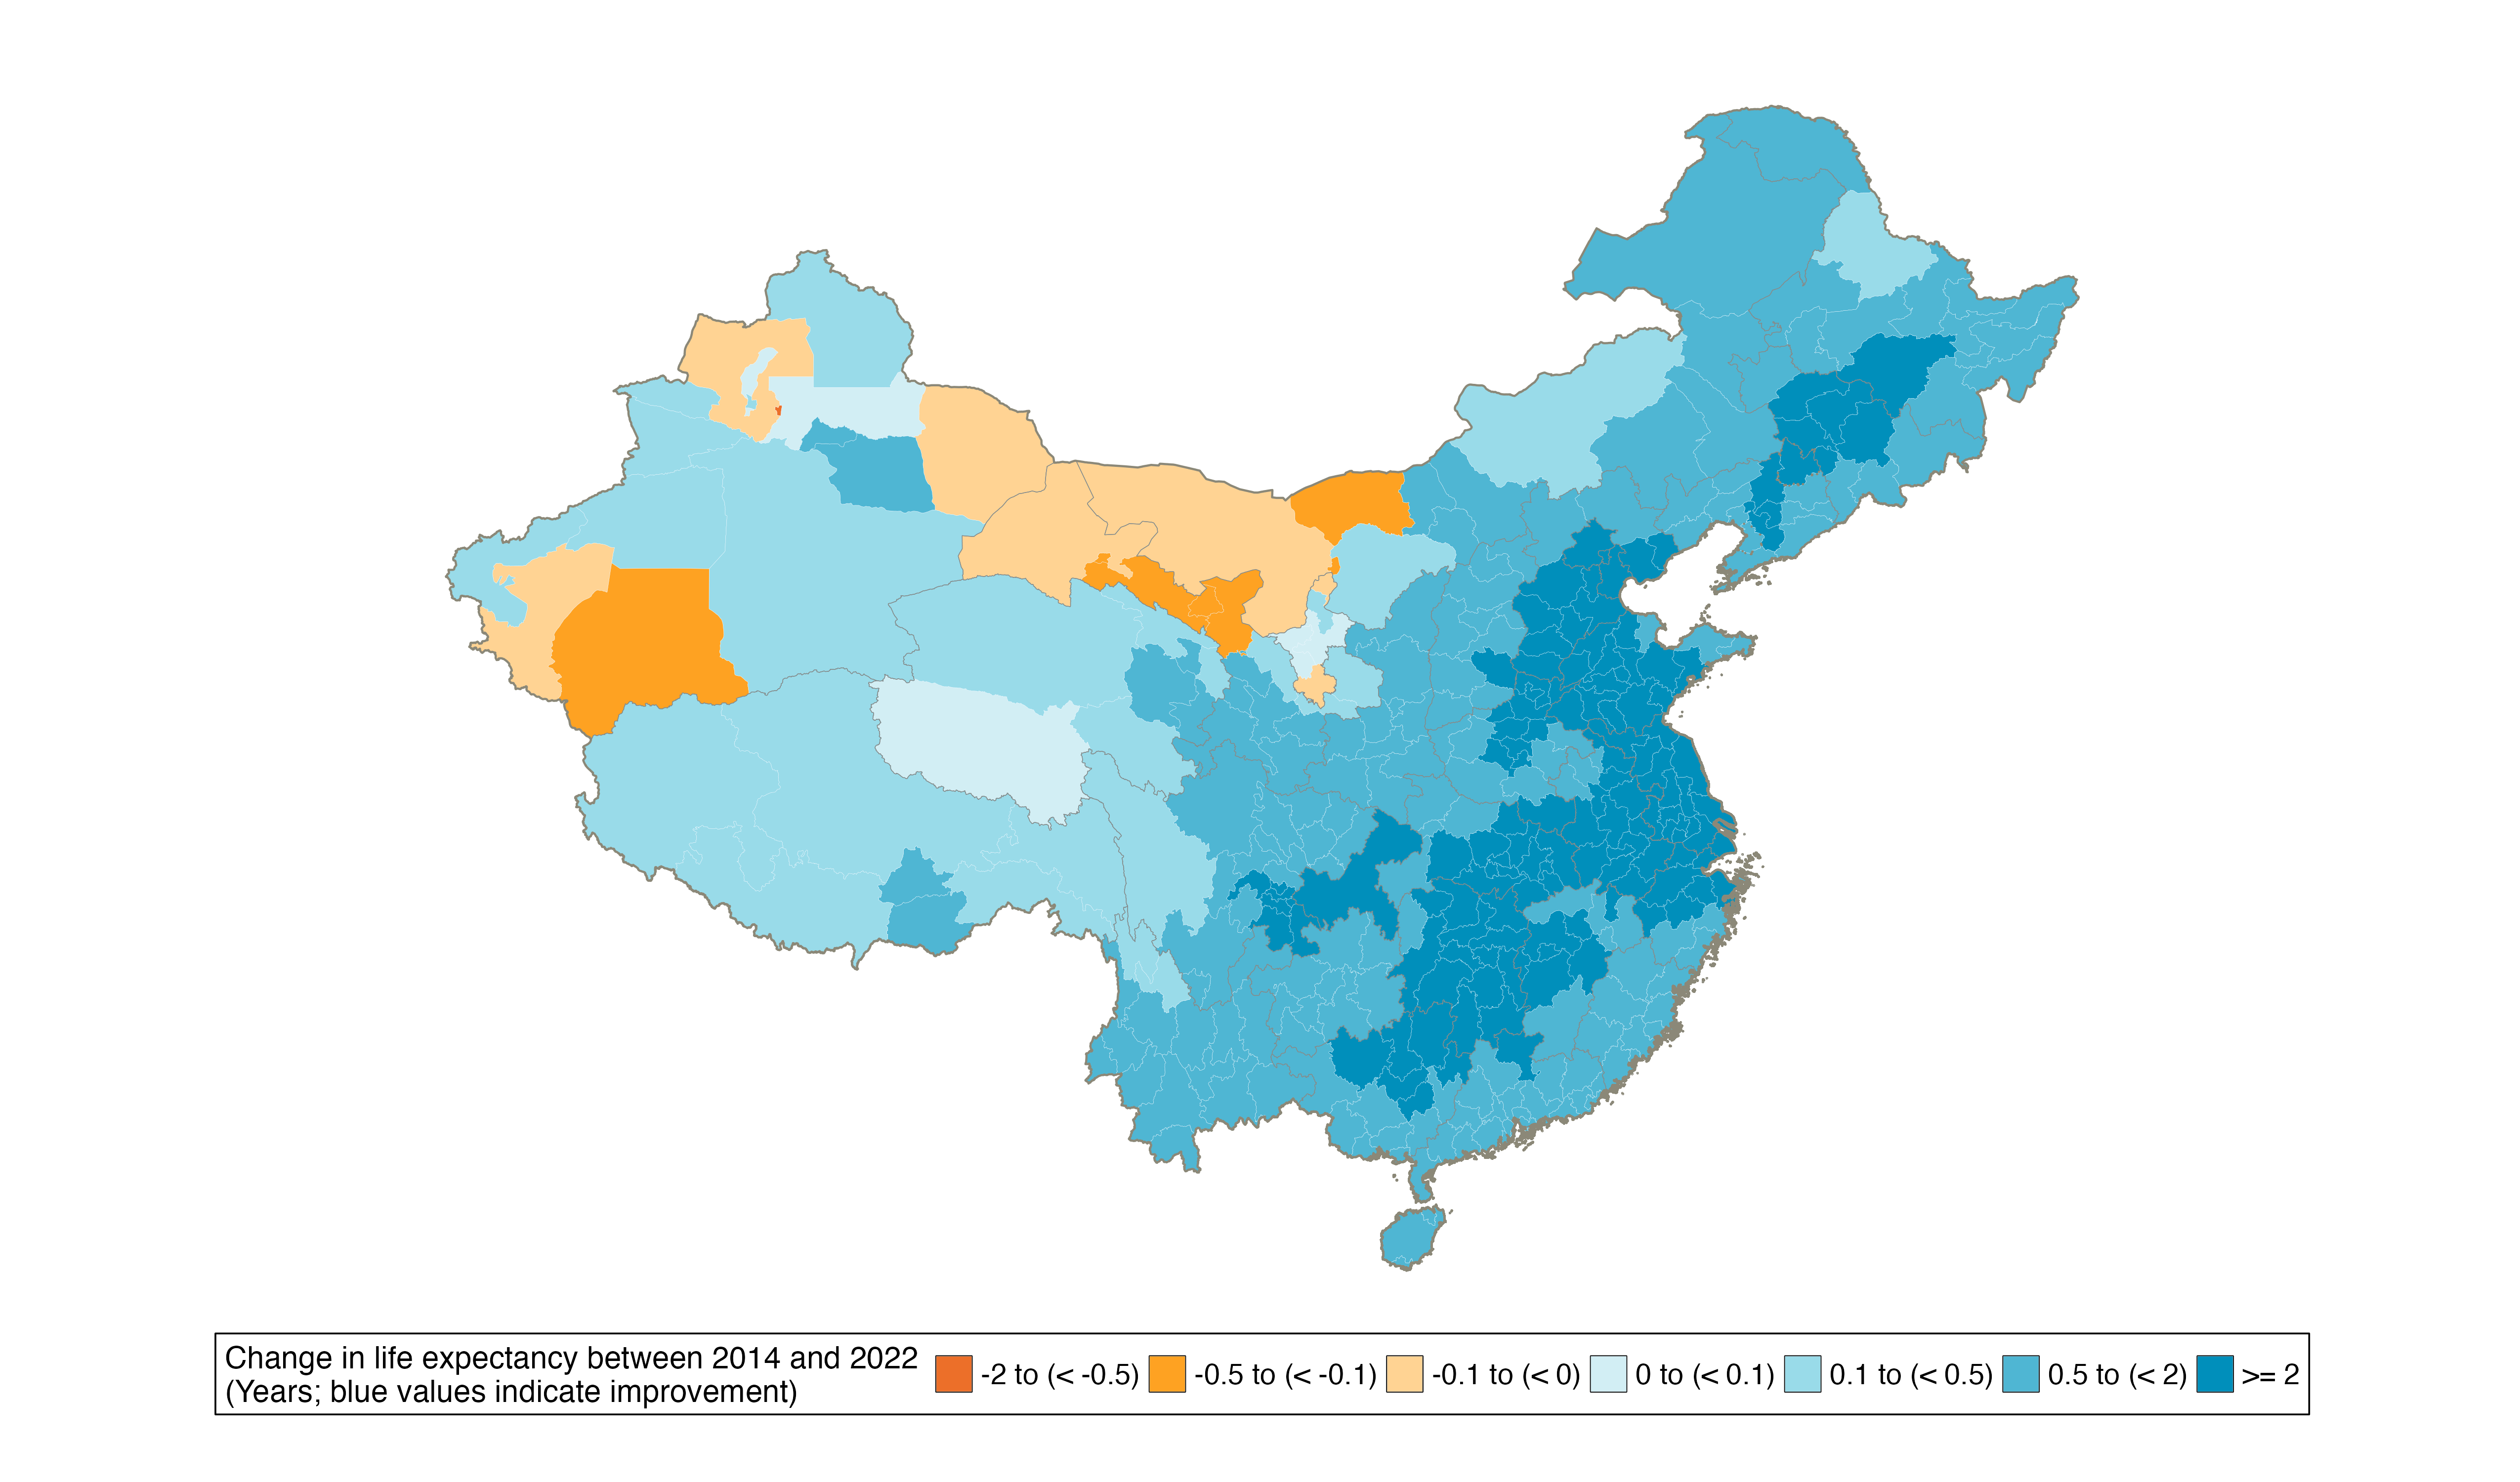 Change in life expectancy between 2014 and 2022
(Years; blue values indicate improvement)
-2 to (< -0.5) -0.5 to (< -0.1) -0.1 to (< 0) 0 to (< 0.1) 0.1 to (< 0.5) 0.5 to (< 2) >= 2